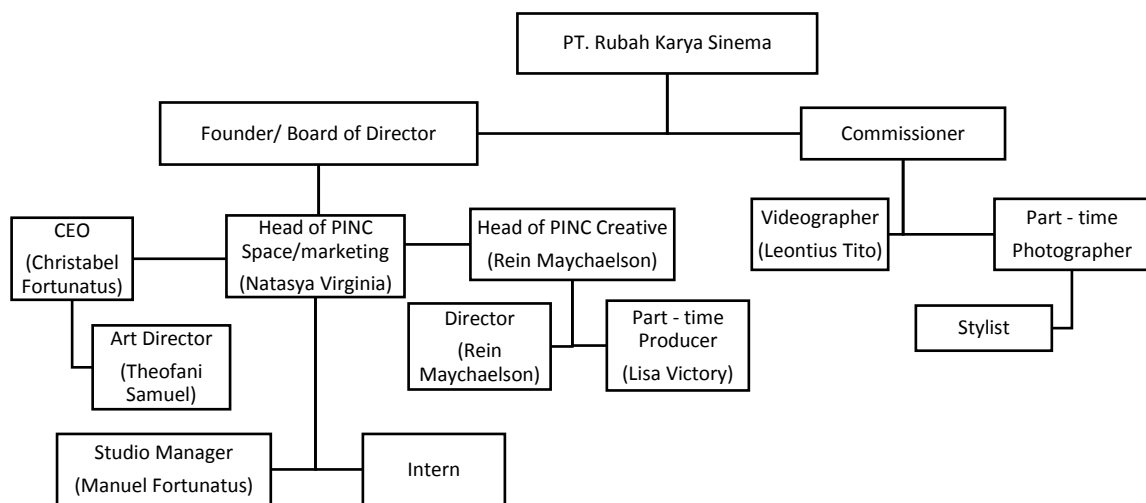 PT. Rubah Karya Sinema
Founder/ Board of Director
Commissioner
CEO
(Christabel
Fortunatus)
Head of PINC
Space/marketing
(Natasya Virginia)
Head of PINC Creative
(Rein Maychaelson)
Videographer
(Leontius Tito)
Part - time
Photographer
Art Director
(Theofani
Samuel)
Director
(Rein
Maychaelson)
Part - time
Producer
(Lisa Victory)
Stylist
Studio Manager
(Manuel Fortunatus)
Intern